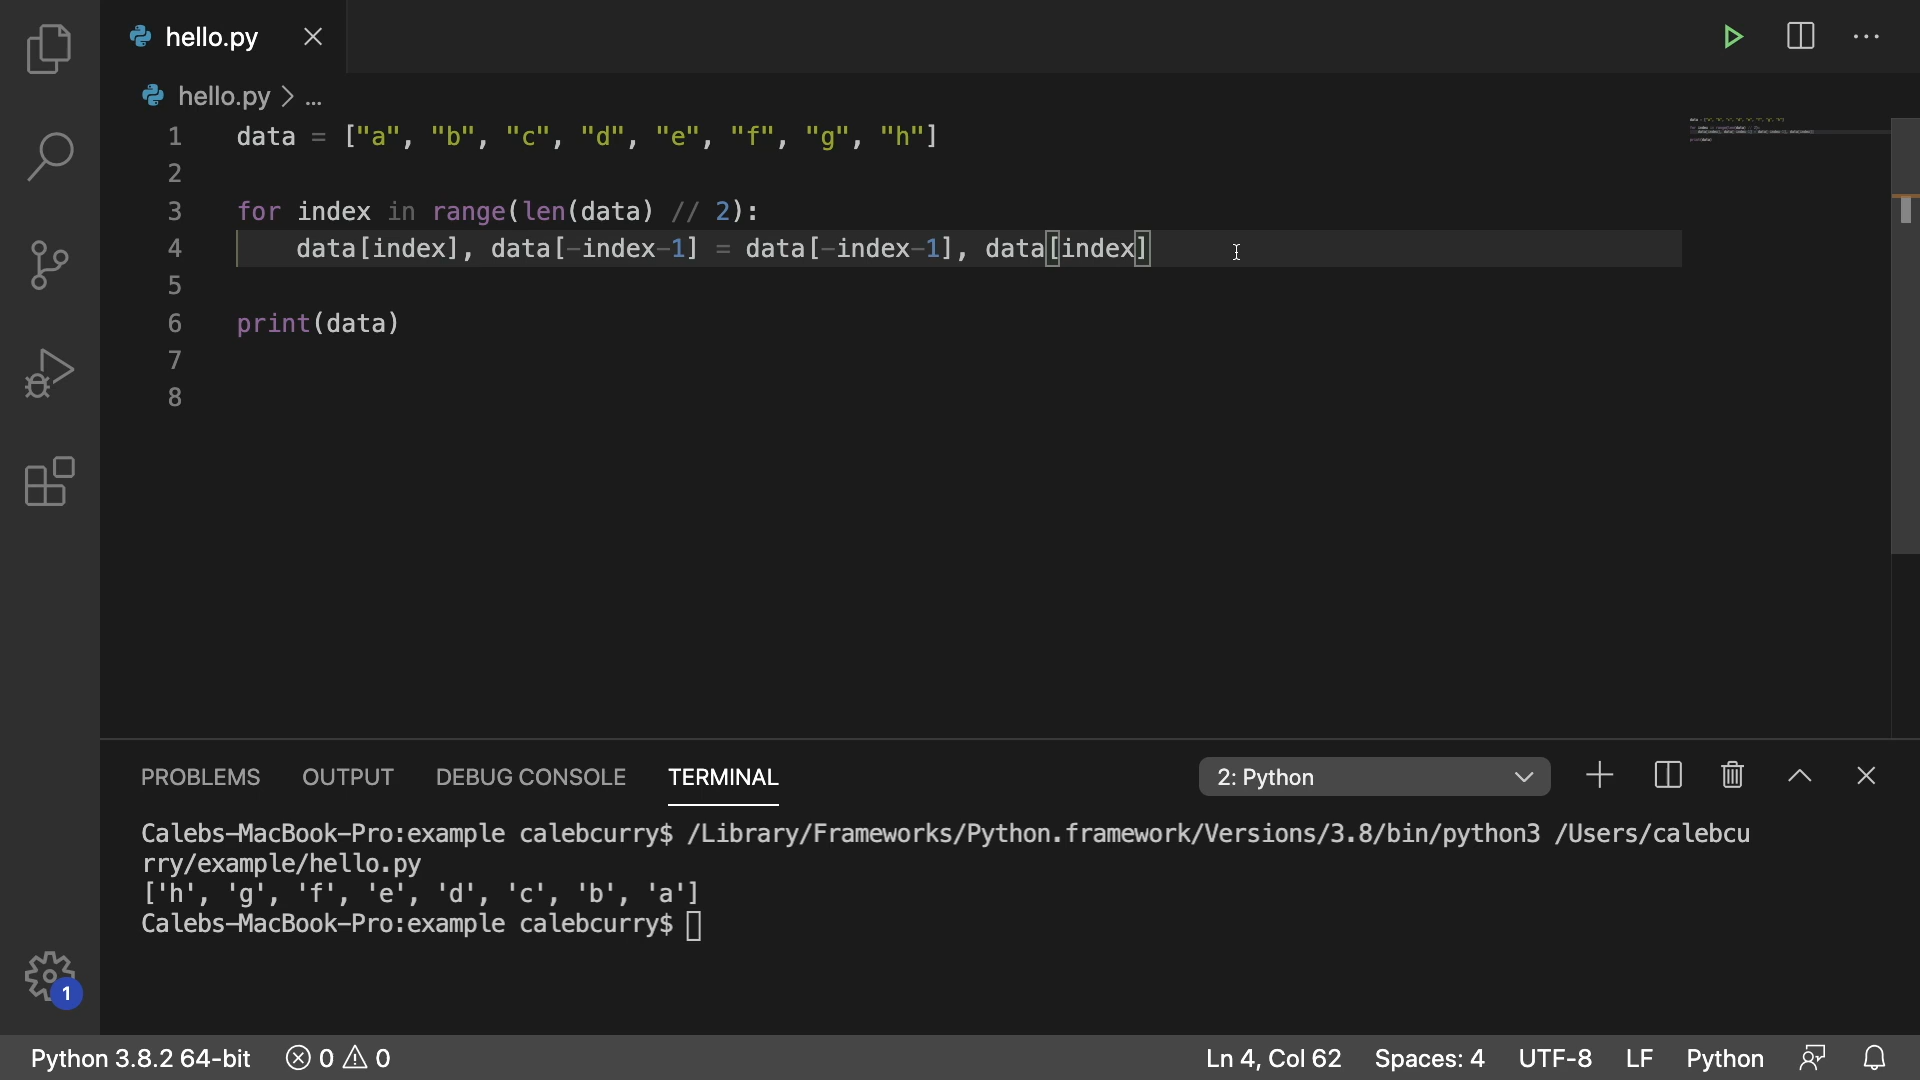 hello.py
hello.py > ...
1 data = ["a", "b", "c", "d", "e", "f", "g", "h"]
2
3 for index in range(len(data) // 2):
4     data[index], data[-index-1] = data[-index-1], data[index]
5
6 print(data)
7
8
PROBLEMS OUTPUT DEBUG CONSOLE TERMINAL 2: Python
Calebs-MacBook-Pro:example calebcurry$ /Library/Frameworks/Python.framework/Versions/3.8/bin/python3 /Users/calebcu
rry/example/hello.py
['h', 'g', 'f', 'e', 'd', 'c', 'b', 'a']
Calebs-MacBook-Pro:example calebcurry$
1
Python 3.8.2 64-bit 0 0 Ln 4, Col 62 Spaces: 4 UTF-8 LF Python